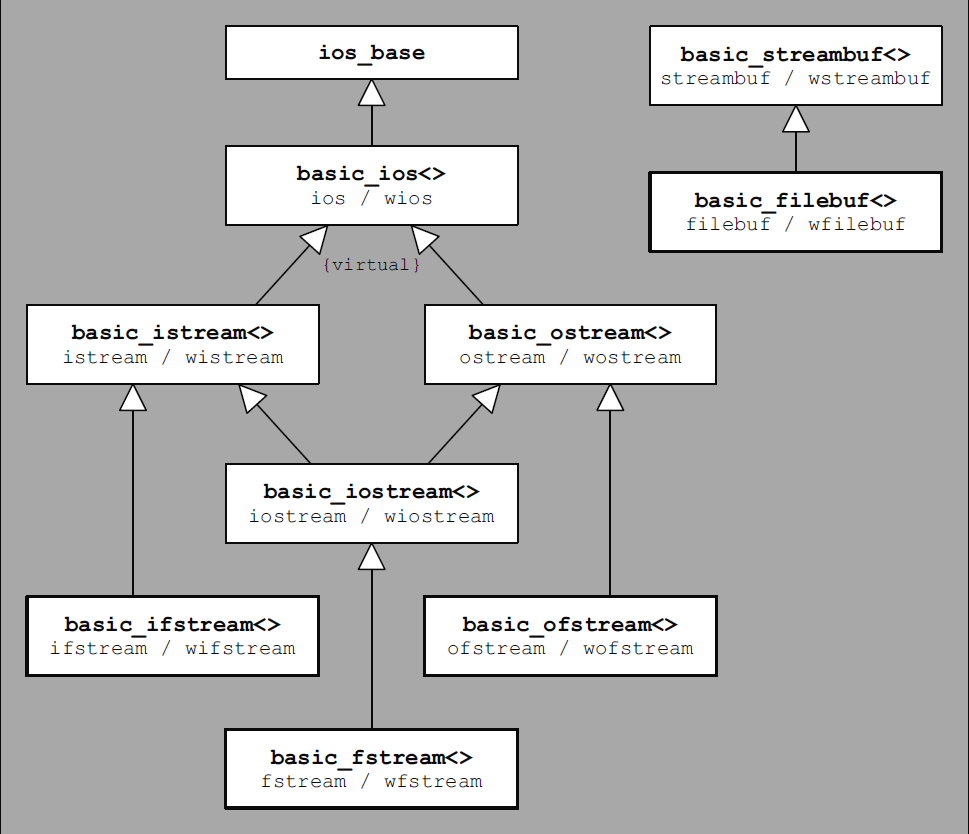 ios_base
basic_streambuf<>
streambuf / wstreambuf
basic_ios<>
ios / wios
basic_filebuf<>
filebuf / wfilebuf
{virtual}
basic_istream<>
istream / wistream
basic_ostream<>
ostream / wostream
basic_iostream<>
iostream / wiostream
basic_ifstream<>
ifstream / wifstream
basic_ofstream<>
ofstream / wofstream
basic_fstream<>
fstream / wfstream